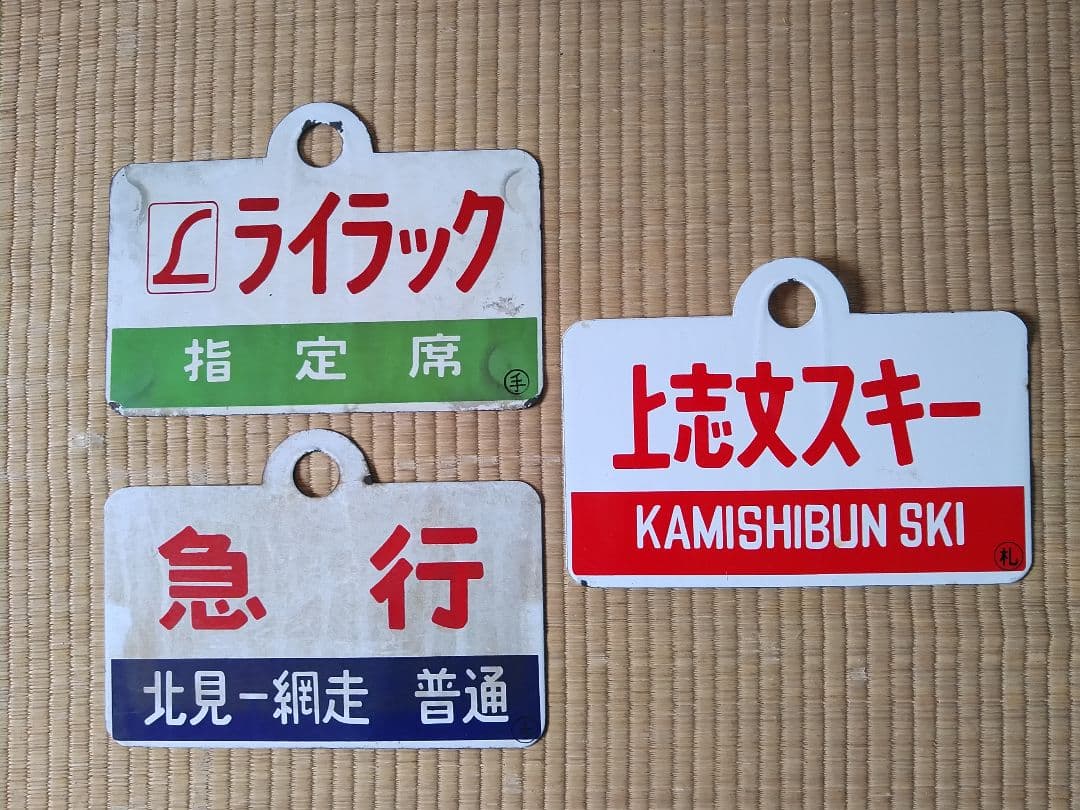 L ライラック
指定席
手
急行
北見ー網走 普通
上志文スキー
KAMISHIBUN SKI
札